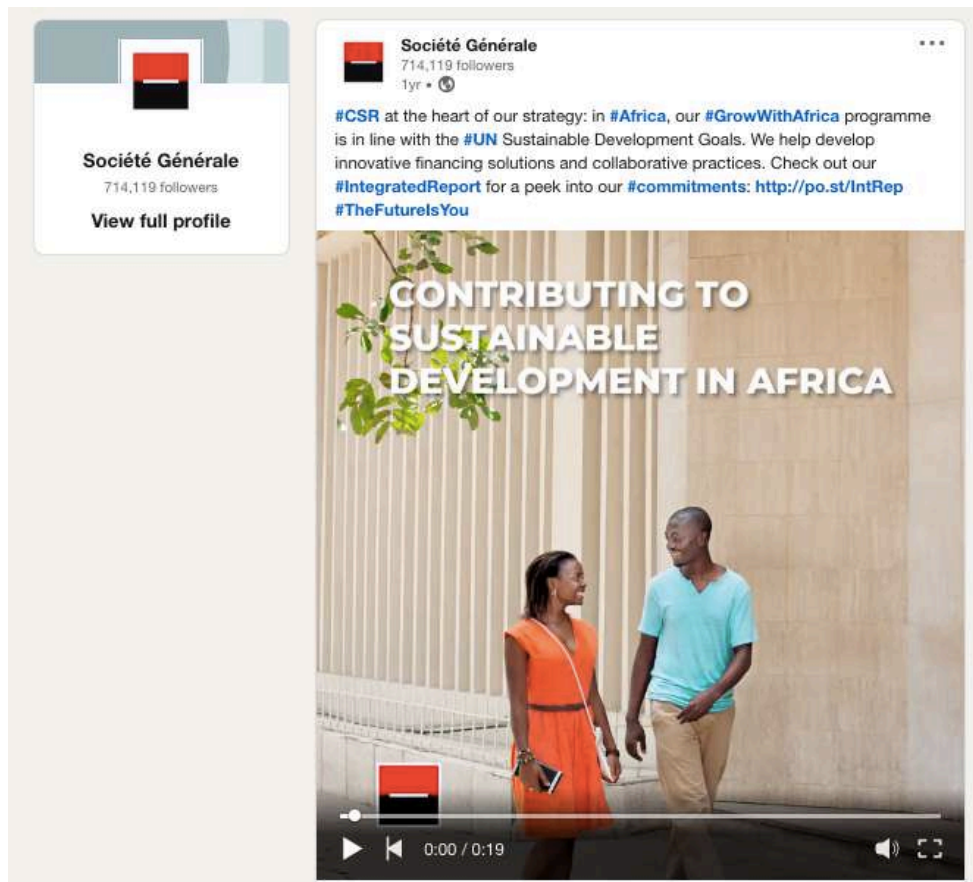 Société Générale
714,119 followers
View full profile
Société Générale
714,119 followers
1yr •
#CSR at the heart of our strategy: in #Africa, our #GrowWithAfrica programme
is in line with the #UN Sustainable Development Goals. We help develop
innovative financing solutions and collaborative practices. Check out our
#IntegratedReport for a peek into our #commitments: http://po.st/IntRep
#TheFutureIsYou
CONTRIBUTING TO
SUSTAINABLE
DEVELOPMENT IN AFRICA
0:00 / 0:19